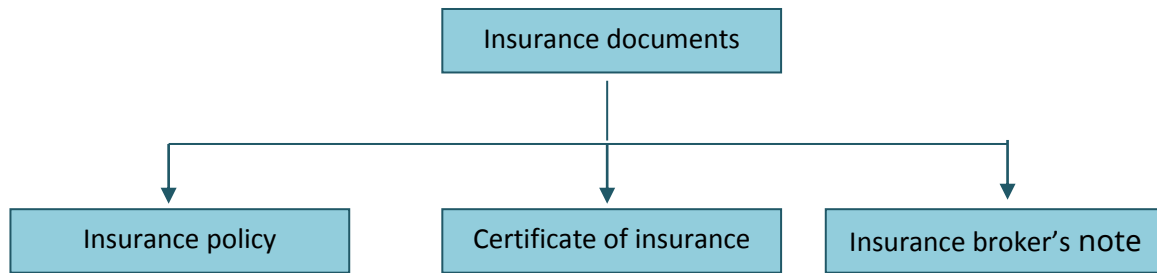 Insurance documents
Insurance policy
Certificate of insurance
Insurance broker's note